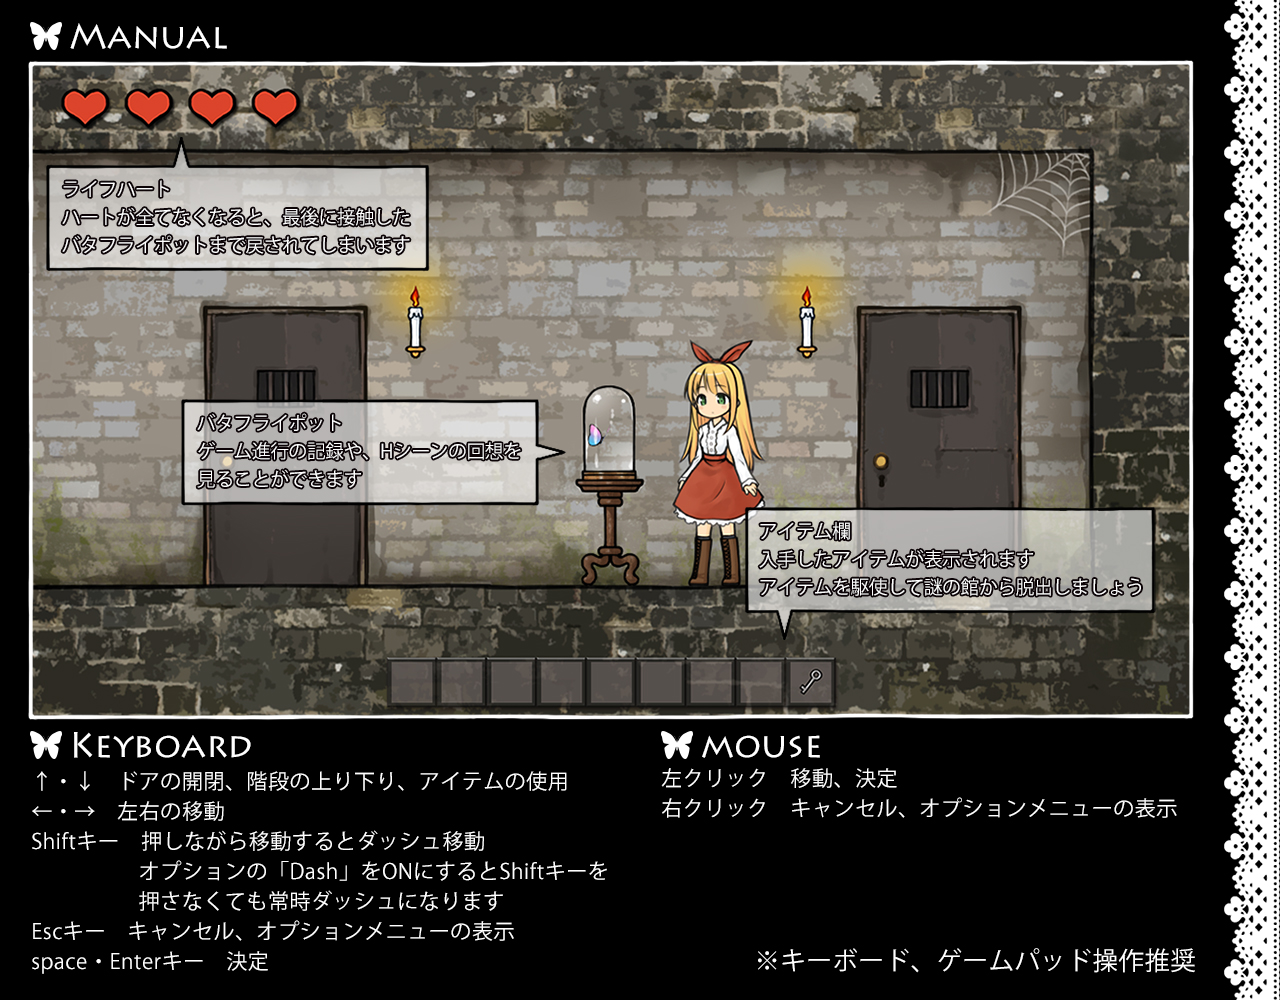 MANUAL
ライフハート
ハートが全てなくなると、最後に接触した
バタフライポットまで戻されてしまいます
バタフライポット
ゲーム進行の記録や、Hシーンの回想を
見ることができます
アイテム欄
入手したアイテムが表示されます
アイテムを駆使して謎の館から脱出しましょう
KEYBOARD
↑・↓　ドアの開閉、階段の上り下り、アイテムの使用
←・→　左右の移動
Shiftキー　押しながら移動するとダッシュ移動
オプションの「Dash」をONにするとShiftキーを
押さなくても常時ダッシュになります
Escキー　キャンセル、オプションメニューの表示
space・Enterキー　決定
MOUSE
左クリック　移動、決定
右クリック　キャンセル、オプションメニューの表示
※キーボード、ゲームパッド操作推奨